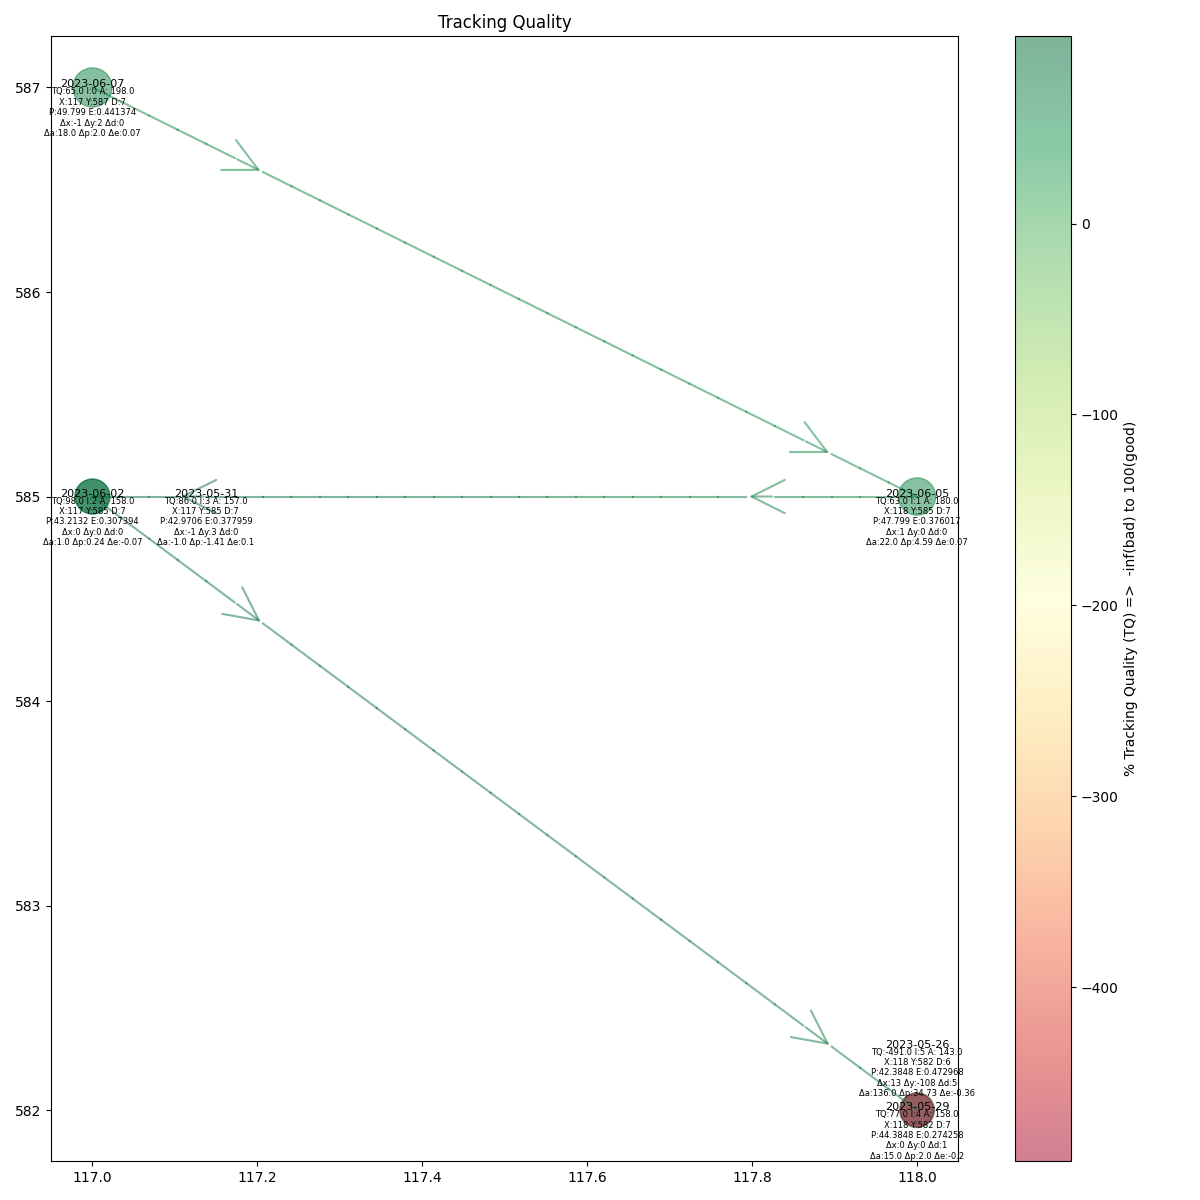 Tracking Quality
587
586
585
584
583
582
2023-06-07
TQ:65.0 I:0 A: 198.0
X:117 Y:587 D:7
P:49.799 E:0.441374
Δx:-1 Δy:2 Δd:0
Δa:18.0 Δp:2.0 Δe:0.07
2023-06-02
TQ:98.0 I:2 A: 158.0
X:117 Y:585 D:7
P:43.2132 E:0.307394
Δx:0 Δy:0 Δd:0
Δa:1.0 Δp:0.24 Δe:-0.07
2023-05-31
TQ:86.0 I:3 A: 157.0
X:117 Y:585 D:7
P:42.9706 E:0.377959
Δx:-1 Δy:3 Δd:0
Δa:-1.0 Δp:-1.41 Δe:0.1
2023-06-05
TQ:63.0 I:1 A: 180.0
X:118 Y:585 D:7
P:47.799 E:0.376017
Δx:1 Δy:0 Δd:0
Δa:22.0 Δp:4.59 Δe:0.07
2023-05-26
TQ:-491.0 I:5 A: 143.0
X:118 Y:582 D:6
P:42.3848 E:0.472968
Δx:13 Δy:-108 Δd:5
Δa:136.0 Δp:34.73 Δe:-0.36
2023-05-29
TQ:77.0 I:4 A: 158.0
X:118 Y:582 D:7
P:44.3848 E:0.274258
Δx:0 Δy:0 Δd:1
Δa:15.0 Δp:2.0 Δe:-0.2
117.0
117.2
117.4
117.6
117.8
118.0
0
−100
−200
−300
−400
% Tracking Quality (TQ) => -inf(bad) to 100(good)